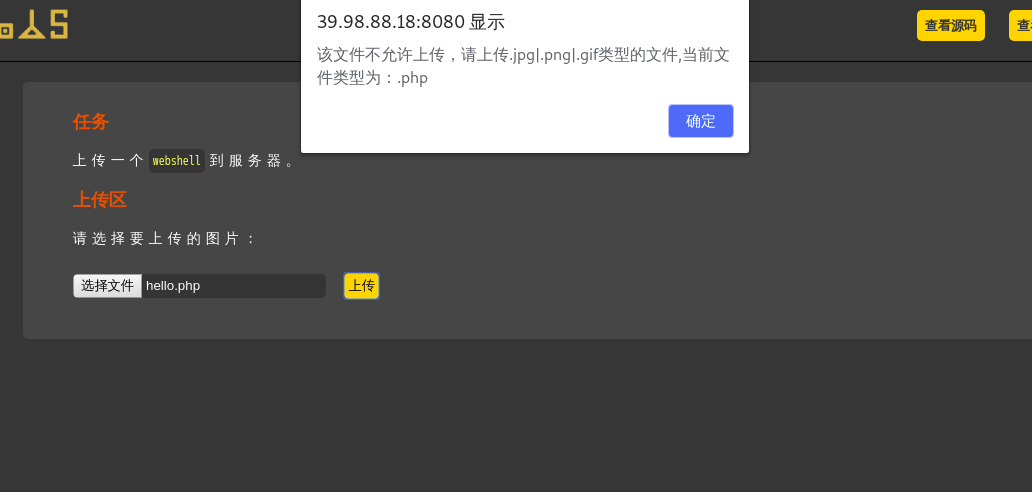 39.98.88.18:8080 显示
该文件不允许上传，请上传.jpg|.png|.gif类型的文件,当前文
件类型为：.php
确定
查看源码
任务
上传一个 webshell 到服务器。
上传区
请选择要上传的图片：
选择文件 hello.php 上传